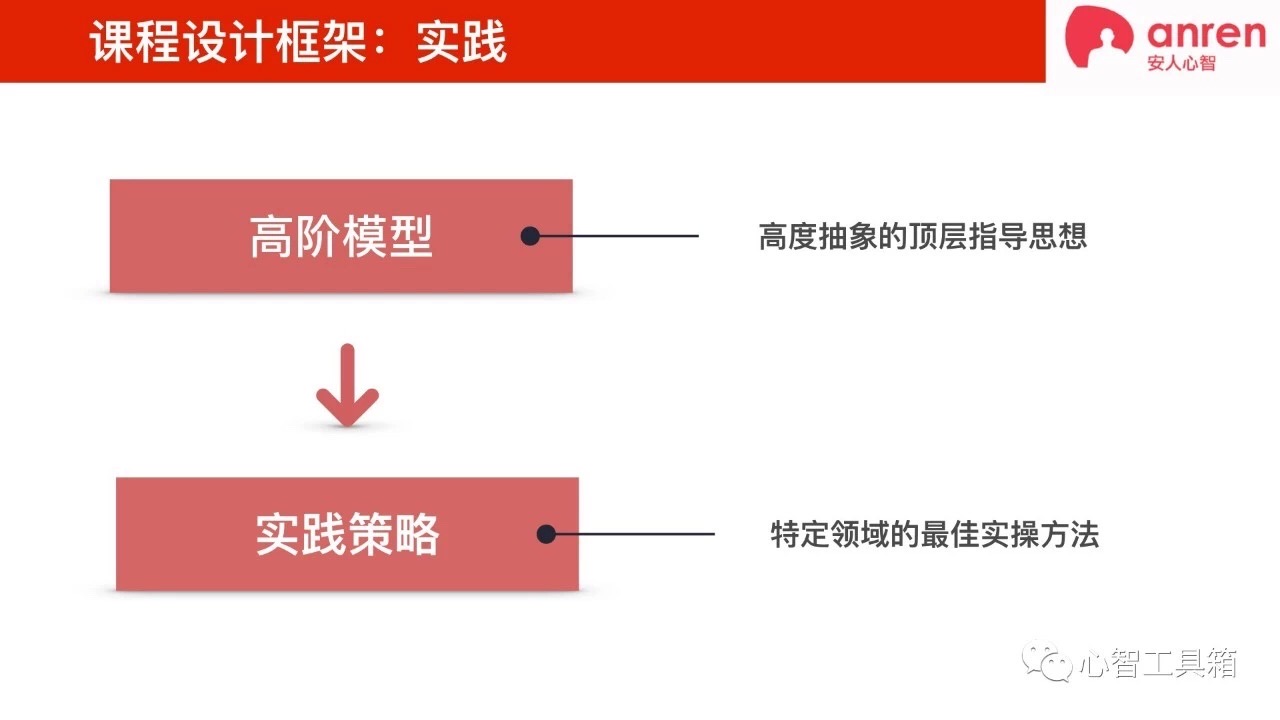 课程设计框架：实践
anren
安人心智
高阶模型
高度抽象的顶层指导思想
实践策略
特定领域的最佳实操方法
心智工具箱